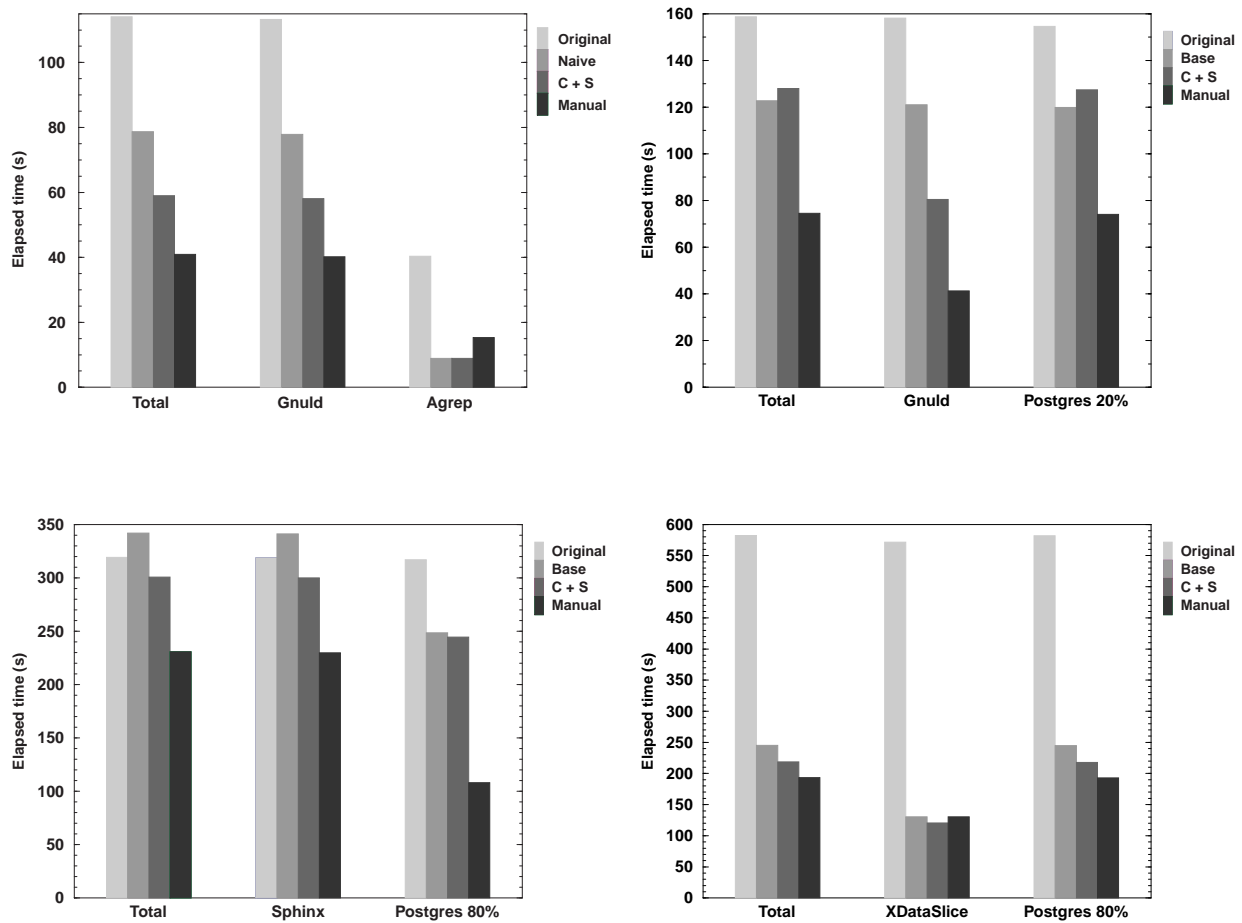 Elapsed time (s)
100
80
60
40
20
0
Total
Gnuld
Agrep
Original
Naive
C + S
Manual
Elapsed time (s)
160
140
120
100
80
60
40
20
0
Total
Gnuld
Postgres 20%
Original
Base
C + S
Manual
Elapsed time (s)
350
300
250
200
150
100
50
0
Total
Sphinx
Postgres 80%
Original
Base
C + S
Manual
Elapsed time (s)
600
550
500
450
400
350
300
250
200
150
100
50
0
Total
XDataSlice
Postgres 80%
Original
Base
C + S
Manual